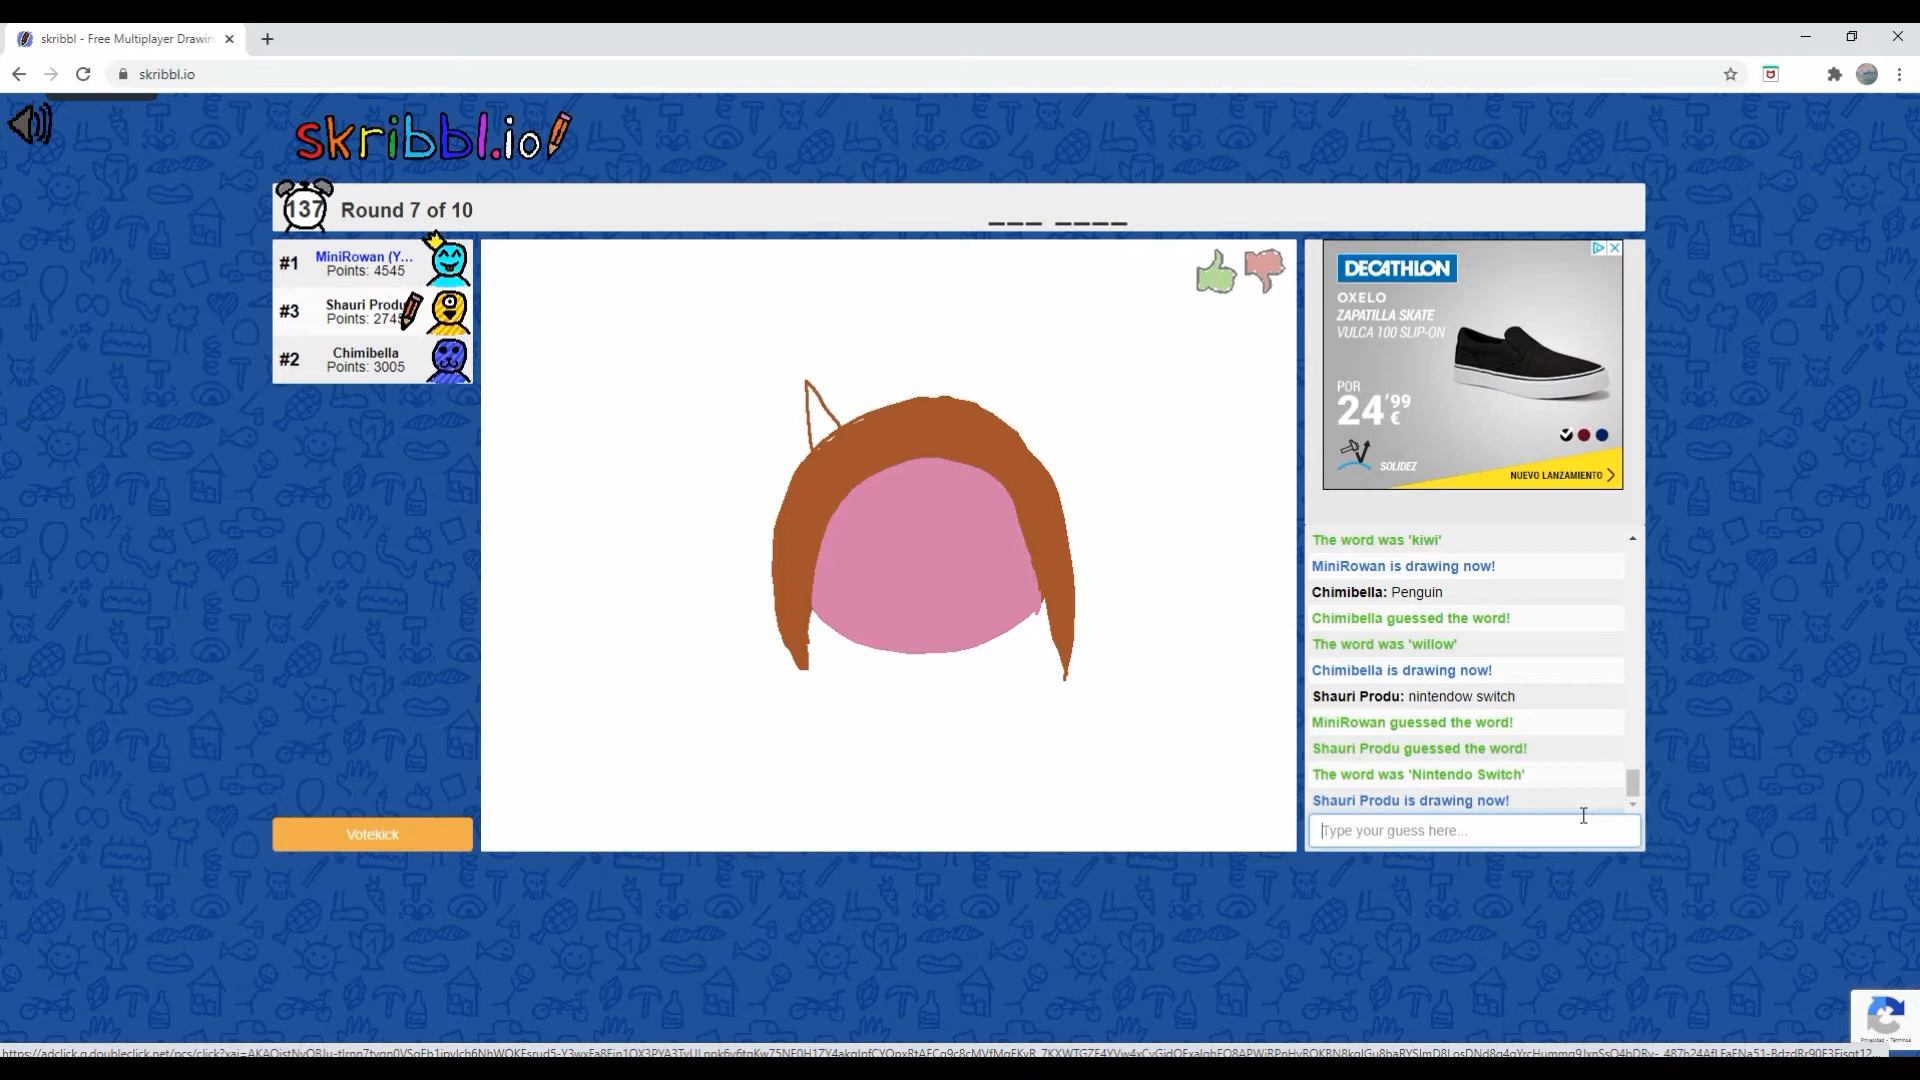 skribbl - Free Multiplayer Drawin
skribbl.io
skribbl.io
137
Round 7 of 10
___ ____
#1
MiniRowan (Y...
Points: 4545
#3
Shauri Produ
Points: 2745
#2
Chimibella
Points: 3005
Votekick
DECATHLON
OXELO
ZAPATILLA SKATE
VULCA 100 SLIP-ON
POR
24'99
€
SOLIDEZ
NUEVO LANZAMIENTO
The word was 'kiwi'
MiniRowan is drawing now!
Chimibella: Penguin
Chimibella guessed the word!
The word was 'willow'
Chimibella is drawing now!
Shauri Produ: nintendow switch
MiniRowan guessed the word!
Shauri Produ guessed the word!
The word was 'Nintendo Switch'
Shauri Produ is drawing now!
Type your guess here...
Privacidad - Términos